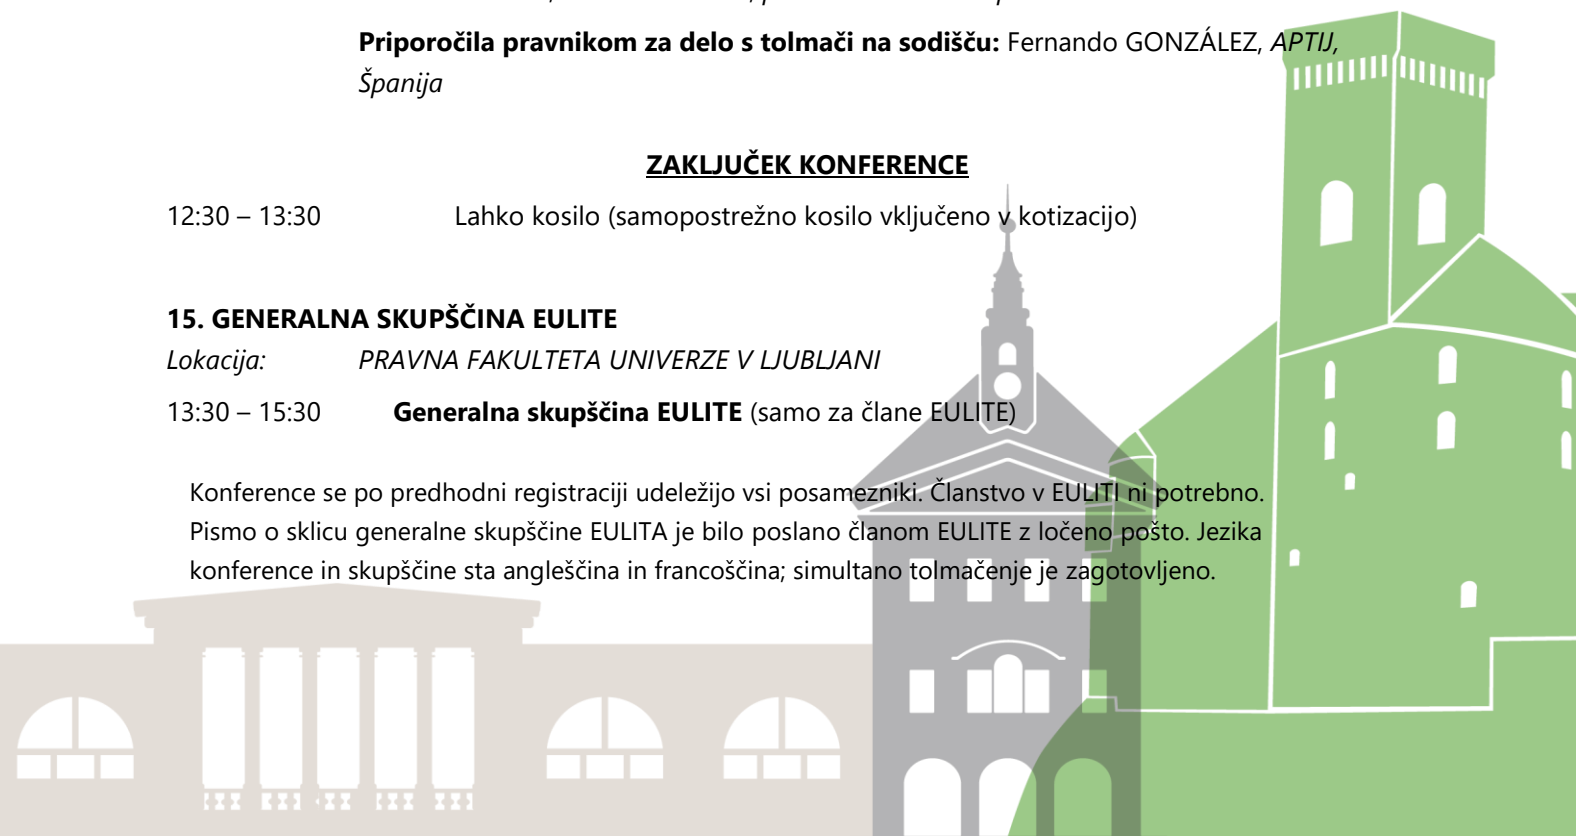 Priporočila pravnikom za delo s tolmači na sodišču: Fernando GONZÁLEZ, APTIJ,
Španija
ZAKLJUČEK KONFERENCE
12:30 – 13:30 Lahko kosilo (samopostrežno kosilo vključeno v kotizacijo)
15. GENERALNA SKUPŠČINA EULITE
Lokacija: PRAVNA FAKULTETA UNIVERZE V LJUBLJANI
13:30 – 15:30 Generalna skupščina EULITE (samo za člane EULITE)
Konference se po predhodni registraciji udeležijo vsi posamezniki. Članstvo v EULITI ni potrebno.
Pismo o sklicu generalne skupščine EULITA je bilo poslano članom EULITE z ločeno pošto. Jezika
konference in skupščine sta angleščina in francoščina; simultano tolmačenje je zagotovljeno.